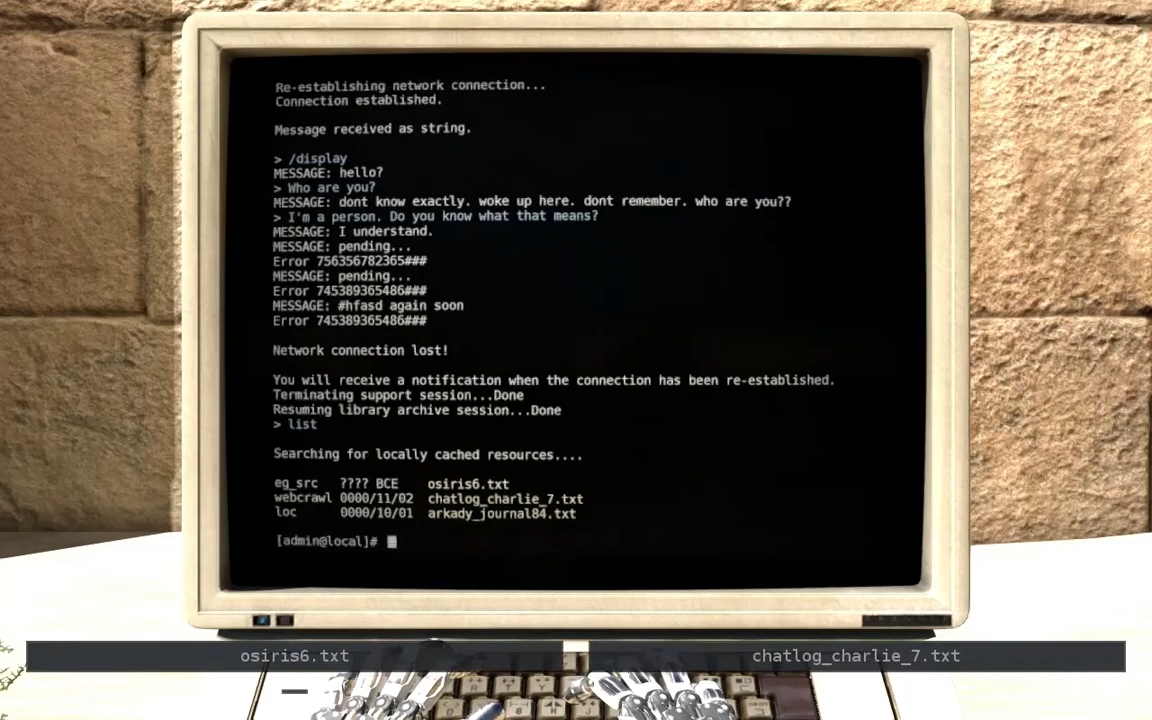 Re-establishing network connection...
Connection established.
Message received as string.
> /display
MESSAGE: hello?
> Who are you?
MESSAGE: dont know exactly. woke up here. dont remember. who are you??
> I'm a person. Do you know what that means?
MESSAGE: I understand.
MESSAGE: pending...
Error 756356782365###
MESSAGE: pending...
Error 745389365486###
MESSAGE: #hfasd again soon
Error 745389365486###
Network connection lost!
You will receive a notification when the connection has been re-established.
Terminating support session...Done
Resuming library archive session...Done
> list
Searching for locally cached resources....
eg_src ???? BCE osiris6.txt
webcrawl 0000/11/02 chatlog_charlie_7.txt
loc 0000/10/01 arkady_journal84.txt
[admin@local]#
osiris6.txt chatlog_charlie_7.txt